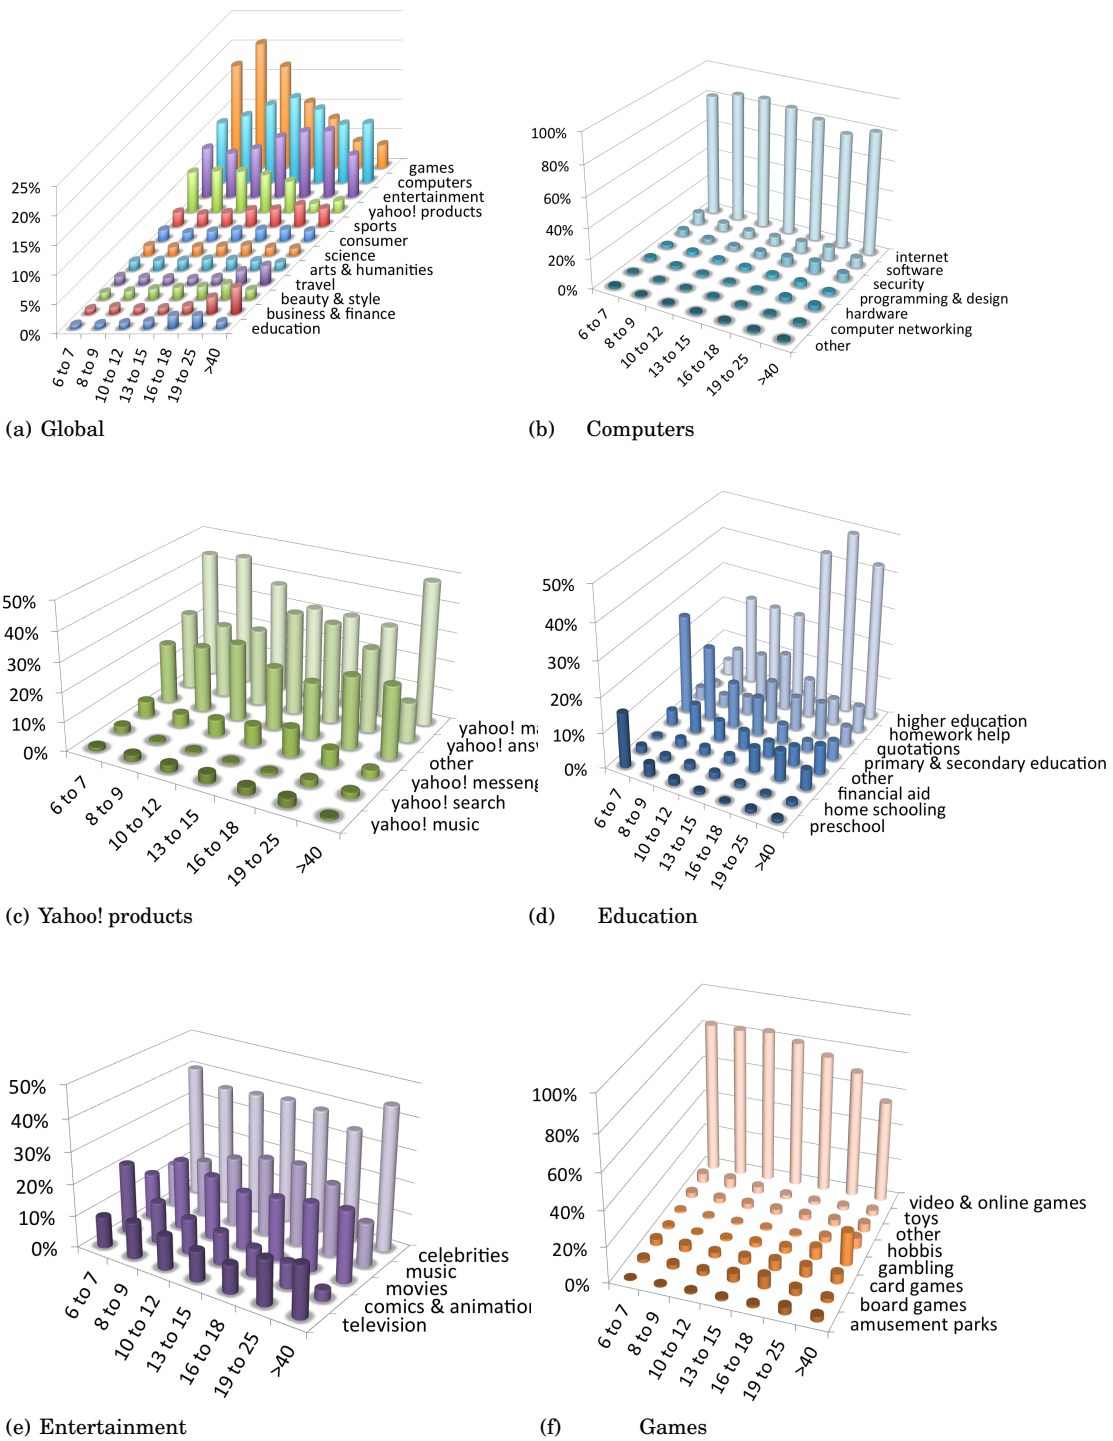 25%
20%
15%
10%
5%
0%
games
computers
entertainment
yahoo! products
sports
consumer
science
arts & humanities
travel
beauty & style
business & finance
education
6 to 7
8 to 9
10 to 12
13 to 15
16 to 18
19 to 25
>40
(a) Global
100%
80%
60%
40%
20%
0%
internet
software
security
programming & design
hardware
computer networking
other
6 to 7
8 to 9
10 to 12
13 to 15
16 to 18
19 to 25
>40
(b) Computers
50%
40%
30%
20%
10%
0%
yahoo! ma
yahoo! ansv
other
yahoo! messeng
yahoo! search
yahoo! music
6 to 7
8 to 9
10 to 12
13 to 15
16 to 18
19 to 25
>40
(c) Yahoo! products
50%
40%
30%
20%
10%
0%
higher education
homework help
quotations
primary & secondary education
other
financial aid
home schooling
preschool
6 to 7
8 to 9
10 to 12
13 to 15
16 to 18
19 to 25
>40
(d) Education
50%
40%
30%
20%
10%
0%
celebrities
music
movies
comics & animation
television
6 to 7
8 to 9
10 to 12
13 to 15
16 to 18
19 to 25
>40
(e) Entertainment
100%
80%
60%
40%
20%
0%
video & online games
toys
other
hobbis
gambling
card games
board games
amusement parks
6 to 7
8 to 9
10 to 12
13 to 15
16 to 18
19 to 25
>40
(f) Games